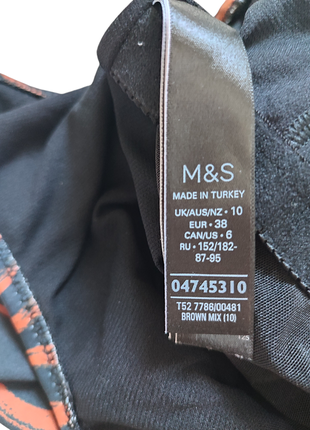 M&S
MADE IN TURKEY
UK/AUS/NZ • 10
EUR • 38
CAN/US • 6
RU • 152/182-
87-95
04745310
T52 7786/00481
BROWN MIX (10)